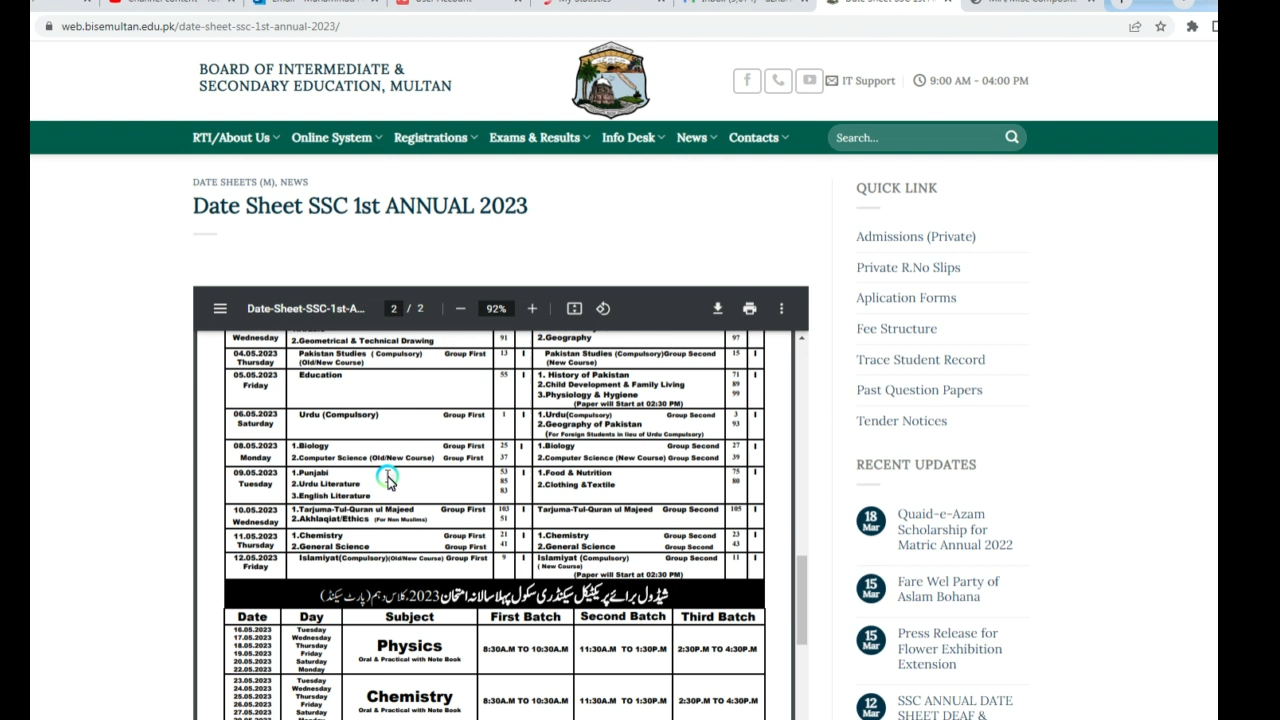 web.bisemultan.edu.pk/date-sheet-ssc-1st-annual-2023/
BOARD OF INTERMEDIATE &
SECONDARY EDUCATION, MULTAN
IT Support
9:00 AM - 04:00 PM
RTI/About Us Online System Registrations Exams & Results Info Desk News Contacts Search...
DATE SHEETS (M), NEWS
Date Sheet SSC 1st ANNUAL 2023
Date-Sheet-SSC-1st-A... 2 / 2 92%
Wednesday 2.Geometrical & Technical Drawing 91 2.Geography 97
04.05.2023 Pakistan Studies ( Compulsory) Group First 13 I Pakistan Studies (Compulsory)Group Second 15 I
Thursday (Old/New Course) (New Course)
05.05.2023 Education 55 I 1. History of Pakistan 71 I
Friday 2.Child Development & Family Living 89
3.Physiology & Hygiene 99
(Paper will Start at 02:30 PM)
06.05.2023 Urdu (Compulsory) Group First 1 I 1.Urdu(Compulsory) Group Second 3 I
Saturday 2.Geography of Pakistan 93
(For Foreign Students in lieu of Urdu Compulsory)
08.05.2023 1.Biology Group First 25 I 1.Biology Group Second 27 I
Monday 2.Computer Science (Old/New Course) Group First 37 2.Computer Science (New Course) Group Second 39
09.05.2023 1.Punjabi 53 I 1.Food & Nutrition 75 I
Tuesday 2.Urdu Literature 85 2.Clothing &Textile 80
3.English Literature 83
10.05.2023 1.Tarjuma-Tul-Quran ul Majeed Group First 103 I Tarjuma-Tul-Quran ul Majeed Group Second 105 I
Wednesday 2.Akhlaqiat/Ethics (For Non Muslims) 51
11.05.2023 1.Chemistry Group First 21 I 1.Chemistry Group Second 23 I
Thursday 2.General Science Group First 41 2.General Science Group Second 43
12.05.2023 Islamiyat (Compulsory)(Old/New Course) Group First 9 I Islamiyat (Compulsory) Group Second 11 I
Friday ( New Course)
(Paper will Start at 02:30 PM)
شیڈول برائے پریکٹیکل سیکنڈری سکول پہلا سالانہ امتحان 2023، کلاس دہم (پارٹ سیکنڈ)
Date Day Subject First Batch Second Batch Third Batch
16.05.2023 Tuesday
17.05.2023 Wednesday
18.05.2023 Thursday
19.05.2023 Friday
20.05.2023 Saturday
22.05.2023 Monday
Physics 8:30A.M TO 10:30A.M 11:30A.M TO 1:30P.M 2:30P.M TO 4:30P.M
Oral & Practical with Note Book
23.05.2023 Tuesday
24.05.2023 Wednesday
25.05.2023 Thursday
26.05.2023 Friday
27.05.2023 Saturday
Chemistry 8:30A.M TO 10:30A.M 11:30A.M TO 1:30P.M 2:30P.M TO 4:30P.M
Oral & Practical with Note Book
QUICK LINK
Admissions (Private)
Private R.No Slips
Aplication Forms
Fee Structure
Trace Student Record
Past Question Papers
Tender Notices
RECENT UPDATES
18 Mar
Quaid-e-Azam
Scholarship for
Matric Annual 2022
15 Mar
Fare Wel Party of
Aslam Bohana
15 Mar
Press Release for
Flower Exhibition
Extension
12 Mar
SSC ANNUAL DATE
SHEET DEAF &